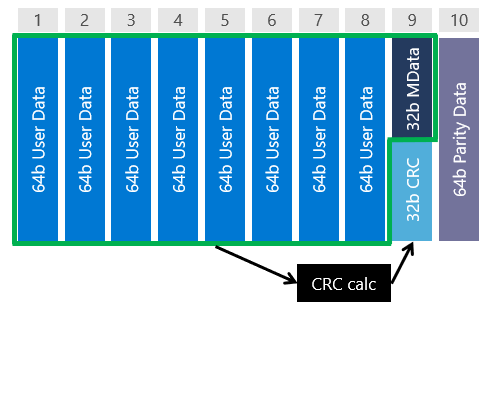 1 2 3 4 5 6 7 8 9 10
64b User Data
64b User Data
64b User Data
64b User Data
64b User Data
64b User Data
64b User Data
64b User Data
32b MData
32b CRC
64b Parity Data
CRC calc